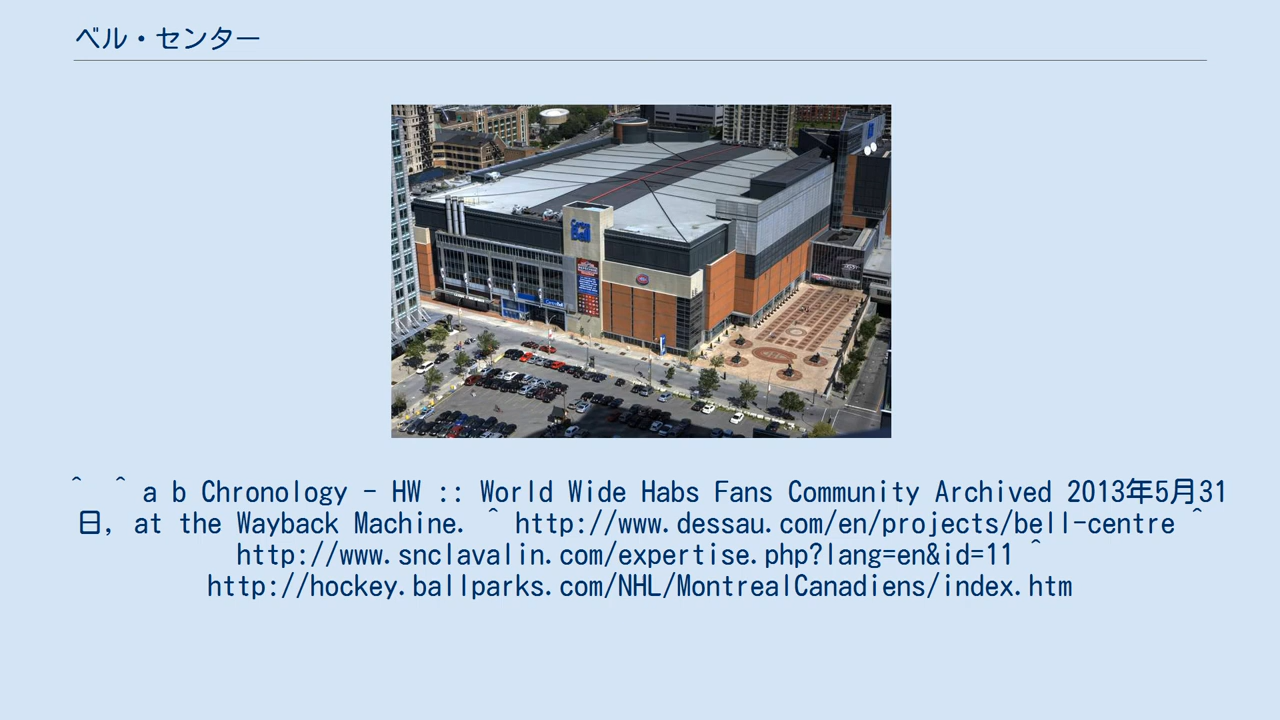 ベル・センター
Centre
Bell
^ ^ a b Chronology - HW :: World Wide Habs Fans Community Archived 2013年5月31
日, at the Wayback Machine. ^ http://www.dessau.com/en/projects/bell-centre ^
http://www.snclavalin.com/expertise.php?lang=en&id=11 ^
http://hockey.ballparks.com/NHL/MontrealCanadiens/index.htm